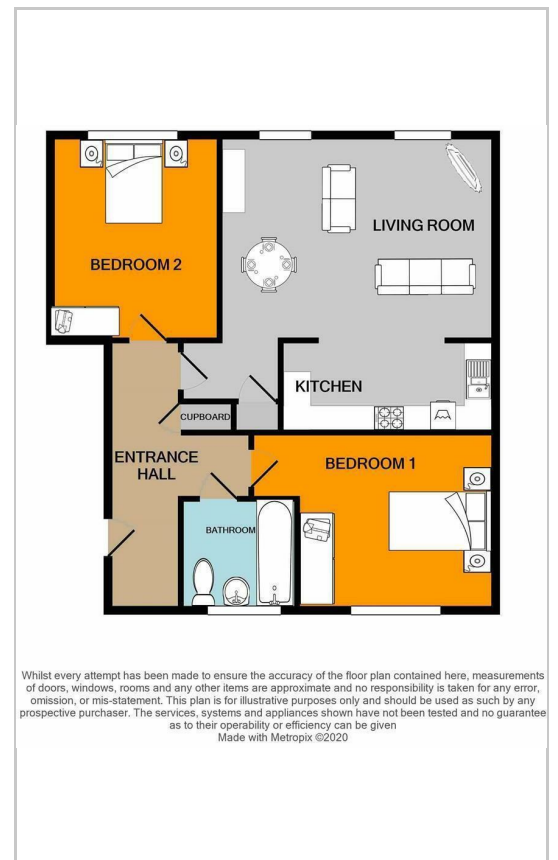 BEDROOM 2
LIVING ROOM
KITCHEN
CUPBOARD
ENTRANCE
HALL
BEDROOM 1
BATHROOM
Whilst every attempt has been made to ensure the accuracy of the floor plan contained here, measurements
of doors, windows, rooms and any other items are approximate and no responsibility is taken for any error,
omission, or mis-statement. This plan is for illustrative purposes only and should be used as such by any
prospective purchaser. The services, systems and appliances shown have not been tested and no guarantee
as to their operability or efficiency can be given
Made with Metropix ©2020